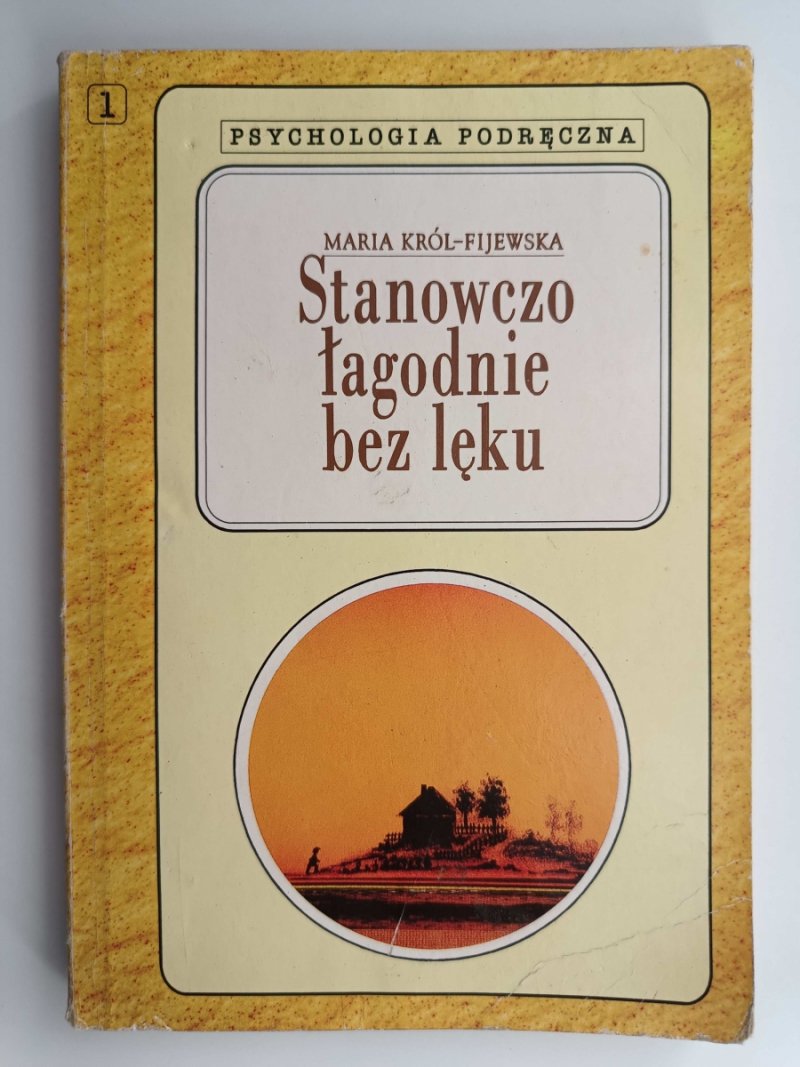 1
PSYCHOLOGIA PODRĘCZNA
MARIA KRÓL-FIJEWSKA
Stanowczo
łagodnie
bez lęku